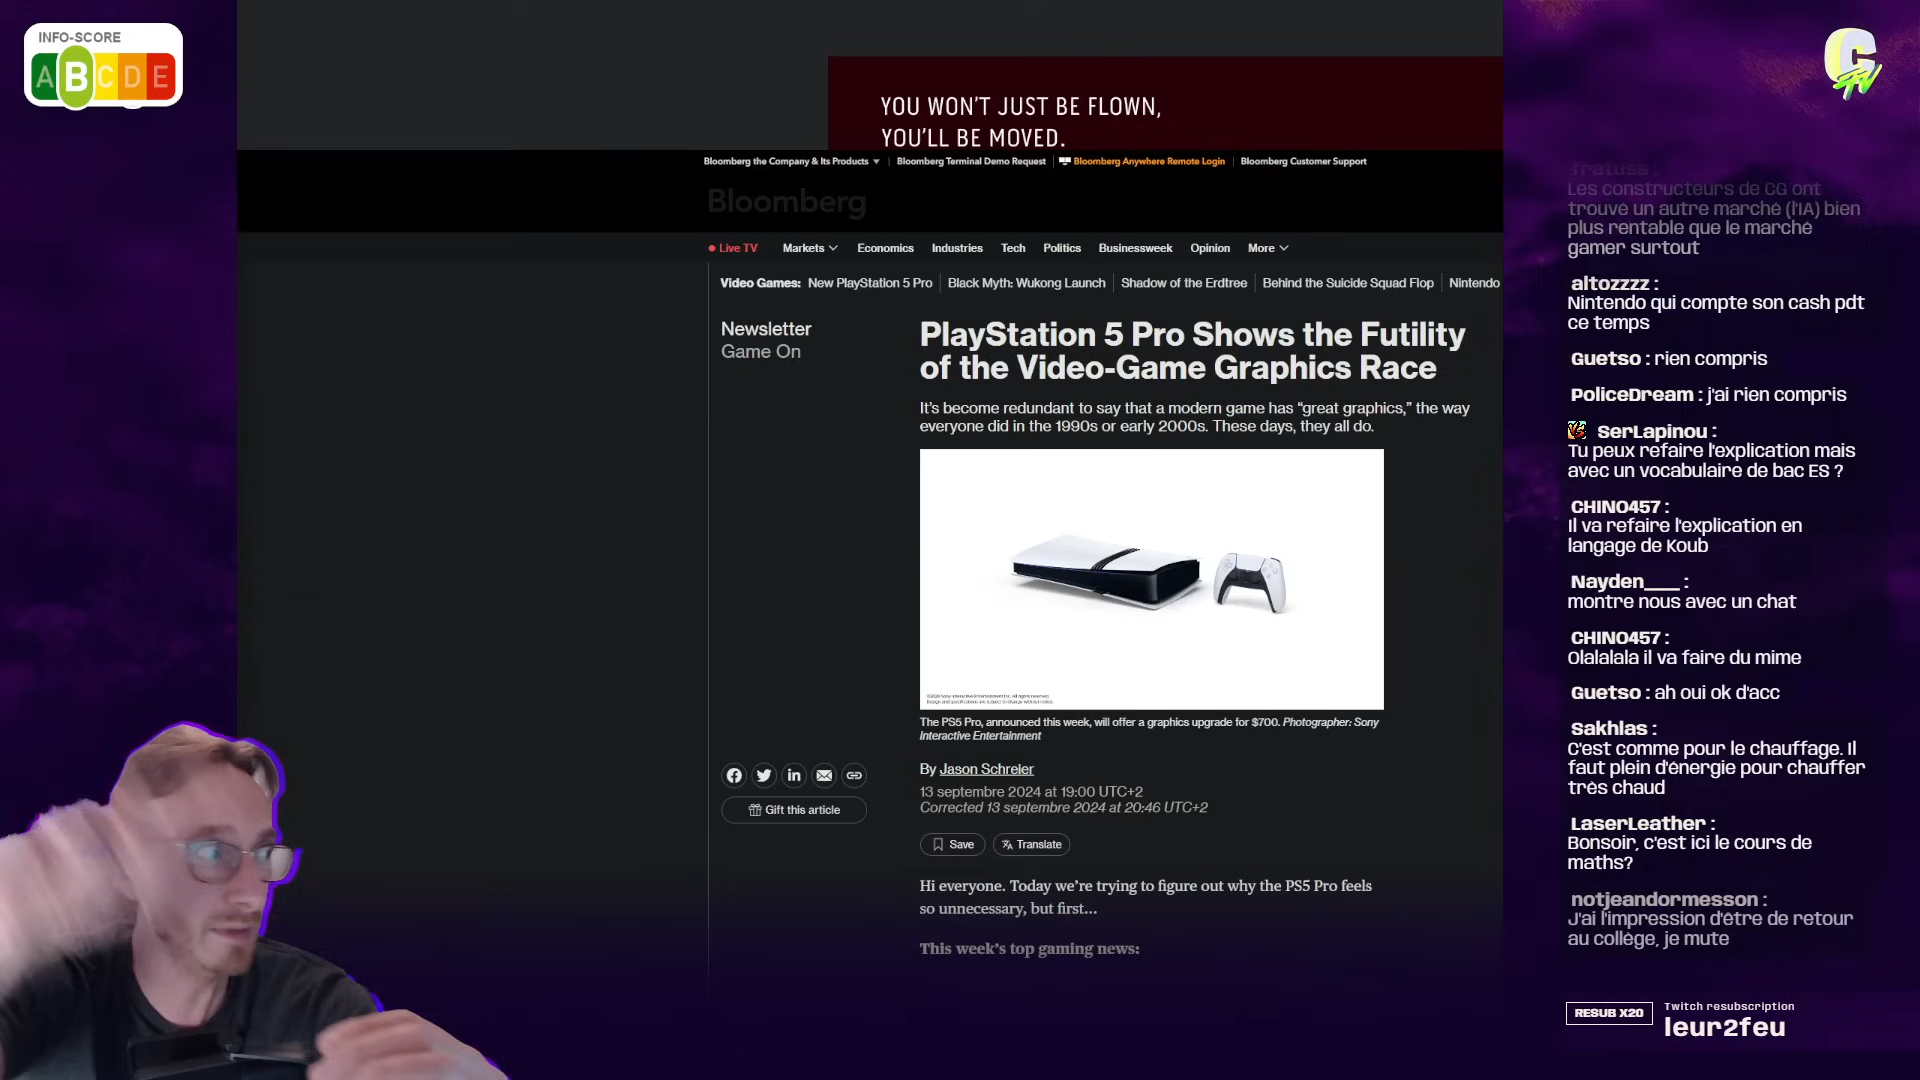 INFO-SCORE
A B C D E
C TV
YOU WON'T JUST BE FLOWN,
YOU'LL BE MOVED.
Bloomberg the Company & Its Products
Bloomberg Terminal Demo Request
Bloomberg Anywhere Remote Login
Bloomberg Customer Support
Bloomberg
Live TV
Markets
Economics
Industries
Tech
Politics
Businessweek
Opinion
More
Video Games:
New PlayStation 5 Pro
Black Myth: Wukong Launch
Shadow of the Erdtree
Behind the Suicide Squad Flop
Nintendo
Newsletter
Game On
PlayStation 5 Pro Shows the Futility
of the Video-Game Graphics Race
It's become redundant to say that a modern game has “great graphics,” the way
everyone did in the 1990s or early 2000s. These days, they all do.
The PS5 Pro, announced this week, will offer a graphics upgrade for $700. Photographer: Sony
Interactive Entertainment
Gift this article
By Jason Schreier
13 septembre 2024 at 19:00 UTC+2
Corrected 13 septembre 2024 at 20:46 UTC+2
Save
Translate
Hi everyone. Today we're trying to figure out why the PS5 Pro feels
so unnecessary, but first...
This week's top gaming news:
fratuss :
Les constructeurs de CG ont
trouvé un autre marché (l'IA) bien
plus rentable que le marché
gamer surtout
altozzzz :
Nintendo qui compte son cash pdt
ce temps
Guetso : rien compris
PoliceDream : j'ai rien compris
SerLapinou :
Tu peux refaire l'explication mais
avec un vocabulaire de bac ES ?
CHINO457 :
Il va refaire l'explication en
langage de Koub
Nayden___ :
montre nous avec un chat
CHINO457 :
Olalalala il va faire du mime
Guetso : ah oui ok d'acc
Sakhlas :
C'est comme pour le chauffage. Il
faut plein d'énergie pour chauffer
très chaud
LaserLeather :
Bonsoir, c'est ici le cours de
maths?
notjeandormesson :
J'ai l'impression d'être de retour
au collège, je mute
RESUB X20
Twitch resubscription
leur2feu